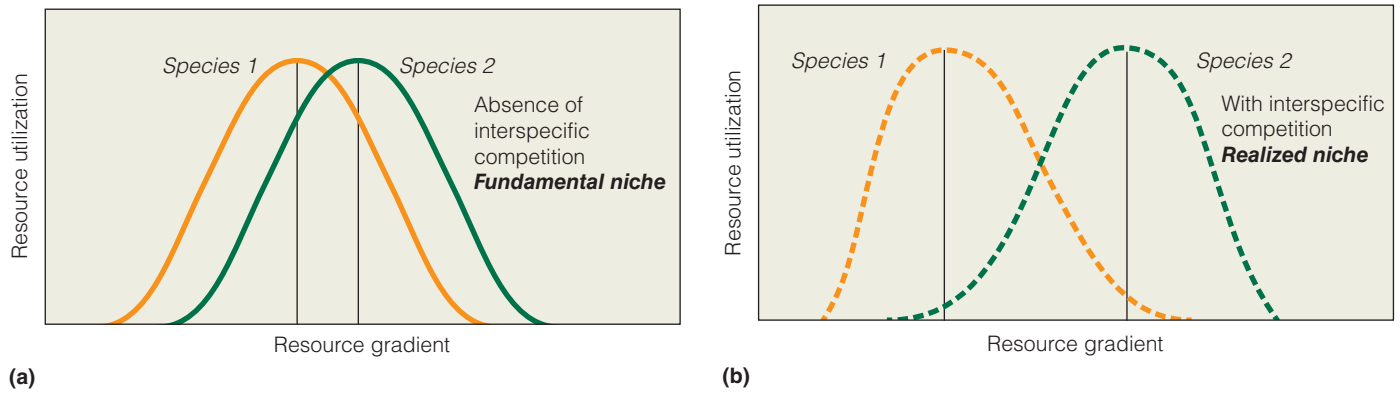 Resource utilization
Species 1
Species 2
Absence of
interspecific
competition
Fundamental niche
Resource gradient
(a)
Resource utilization
Species 1
Species 2
With interspecific
competition
Realized niche
Resource gradient
(b)